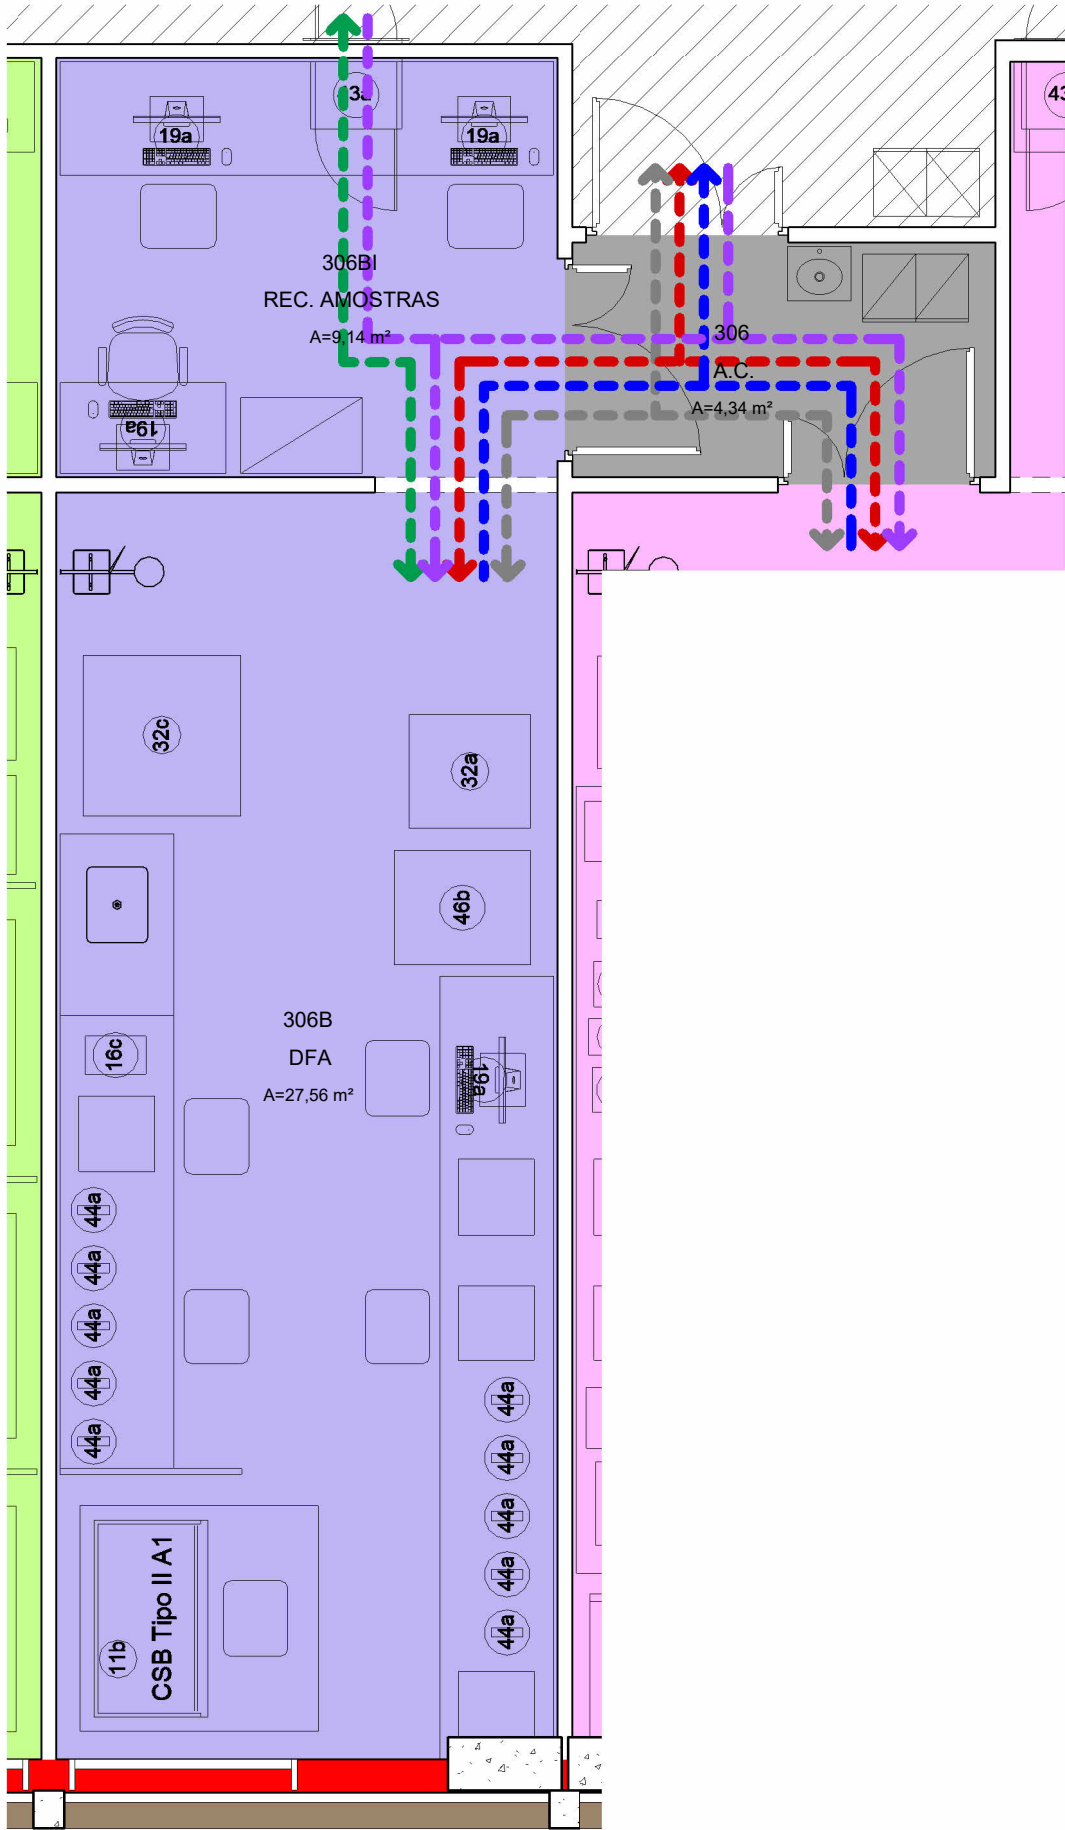 19a
19a
43
306BI
REC. AMOSTRAS
A=9,14 m²
306
A.C.
A=4,34 m²
19a
32c
32a
46b
306B
DFA
A=27,56 m²
16c
19a
44a
44a
44a
44a
44a
44a
44a
44a
44a
44a
11b
CSB Tipo II A1